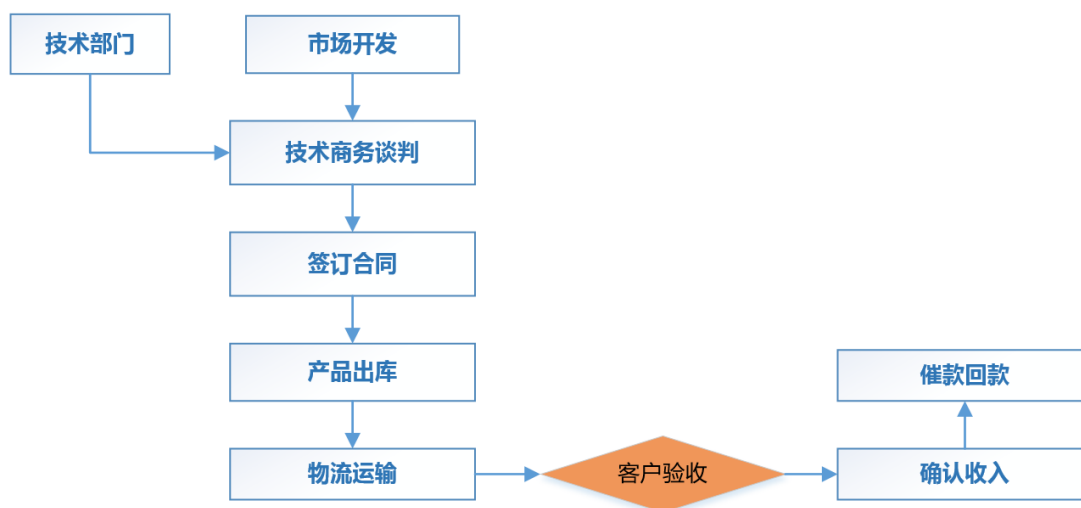 技术部门
市场开发
技术商务谈判
签订合同
产品出库
催款回款
物流运输
客户验收
确认收入